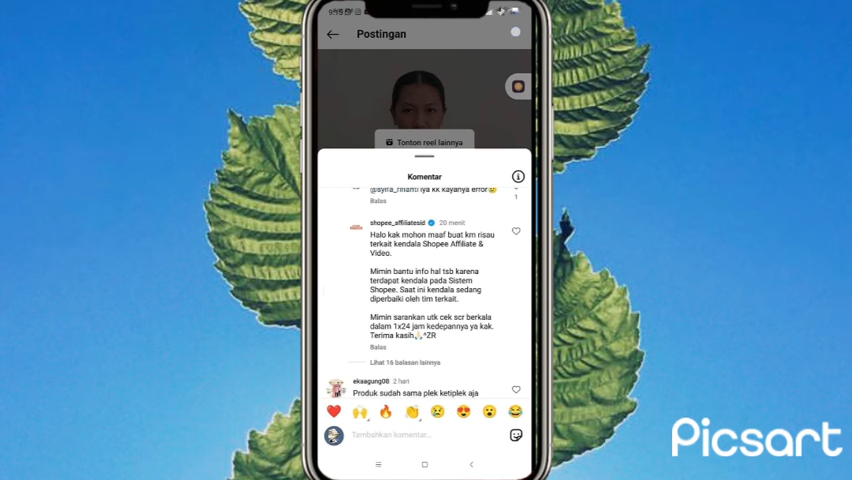 Postingan
Tonton reel lainnya
Komentar
iya kk kayanya error
Balas
1
shopee_affiliatesid 20 menit
Halo kak mohon maaf buat km risau
terkait kendala Shopee Affiliate &
Video.
Mimin bantu info hal tsb karena
terdapat kendala pada Sistem
Shopee. Saat ini kendala sedang
diperbaiki oleh tim terkait.
Mimin sarankan utk cek scr berkala
dalam 1x24 jam kedepannya ya kak.
Terima kasih🙏🏻^ZR
Balas
Lihat 16 balasan lainnya
ekaagung08 2 hari
Produk sudah sama plek ketiplek aja
Tambahkan komentar...
Picsart